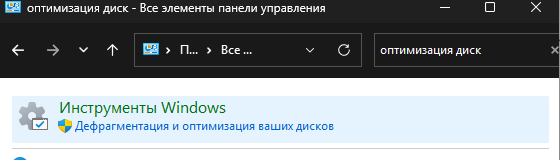 оптимизация диск - Все элементы панели управления
П... Все ... оптимизация диск
Инструменты Windows
Дефрагментация и оптимизация ваших дисков